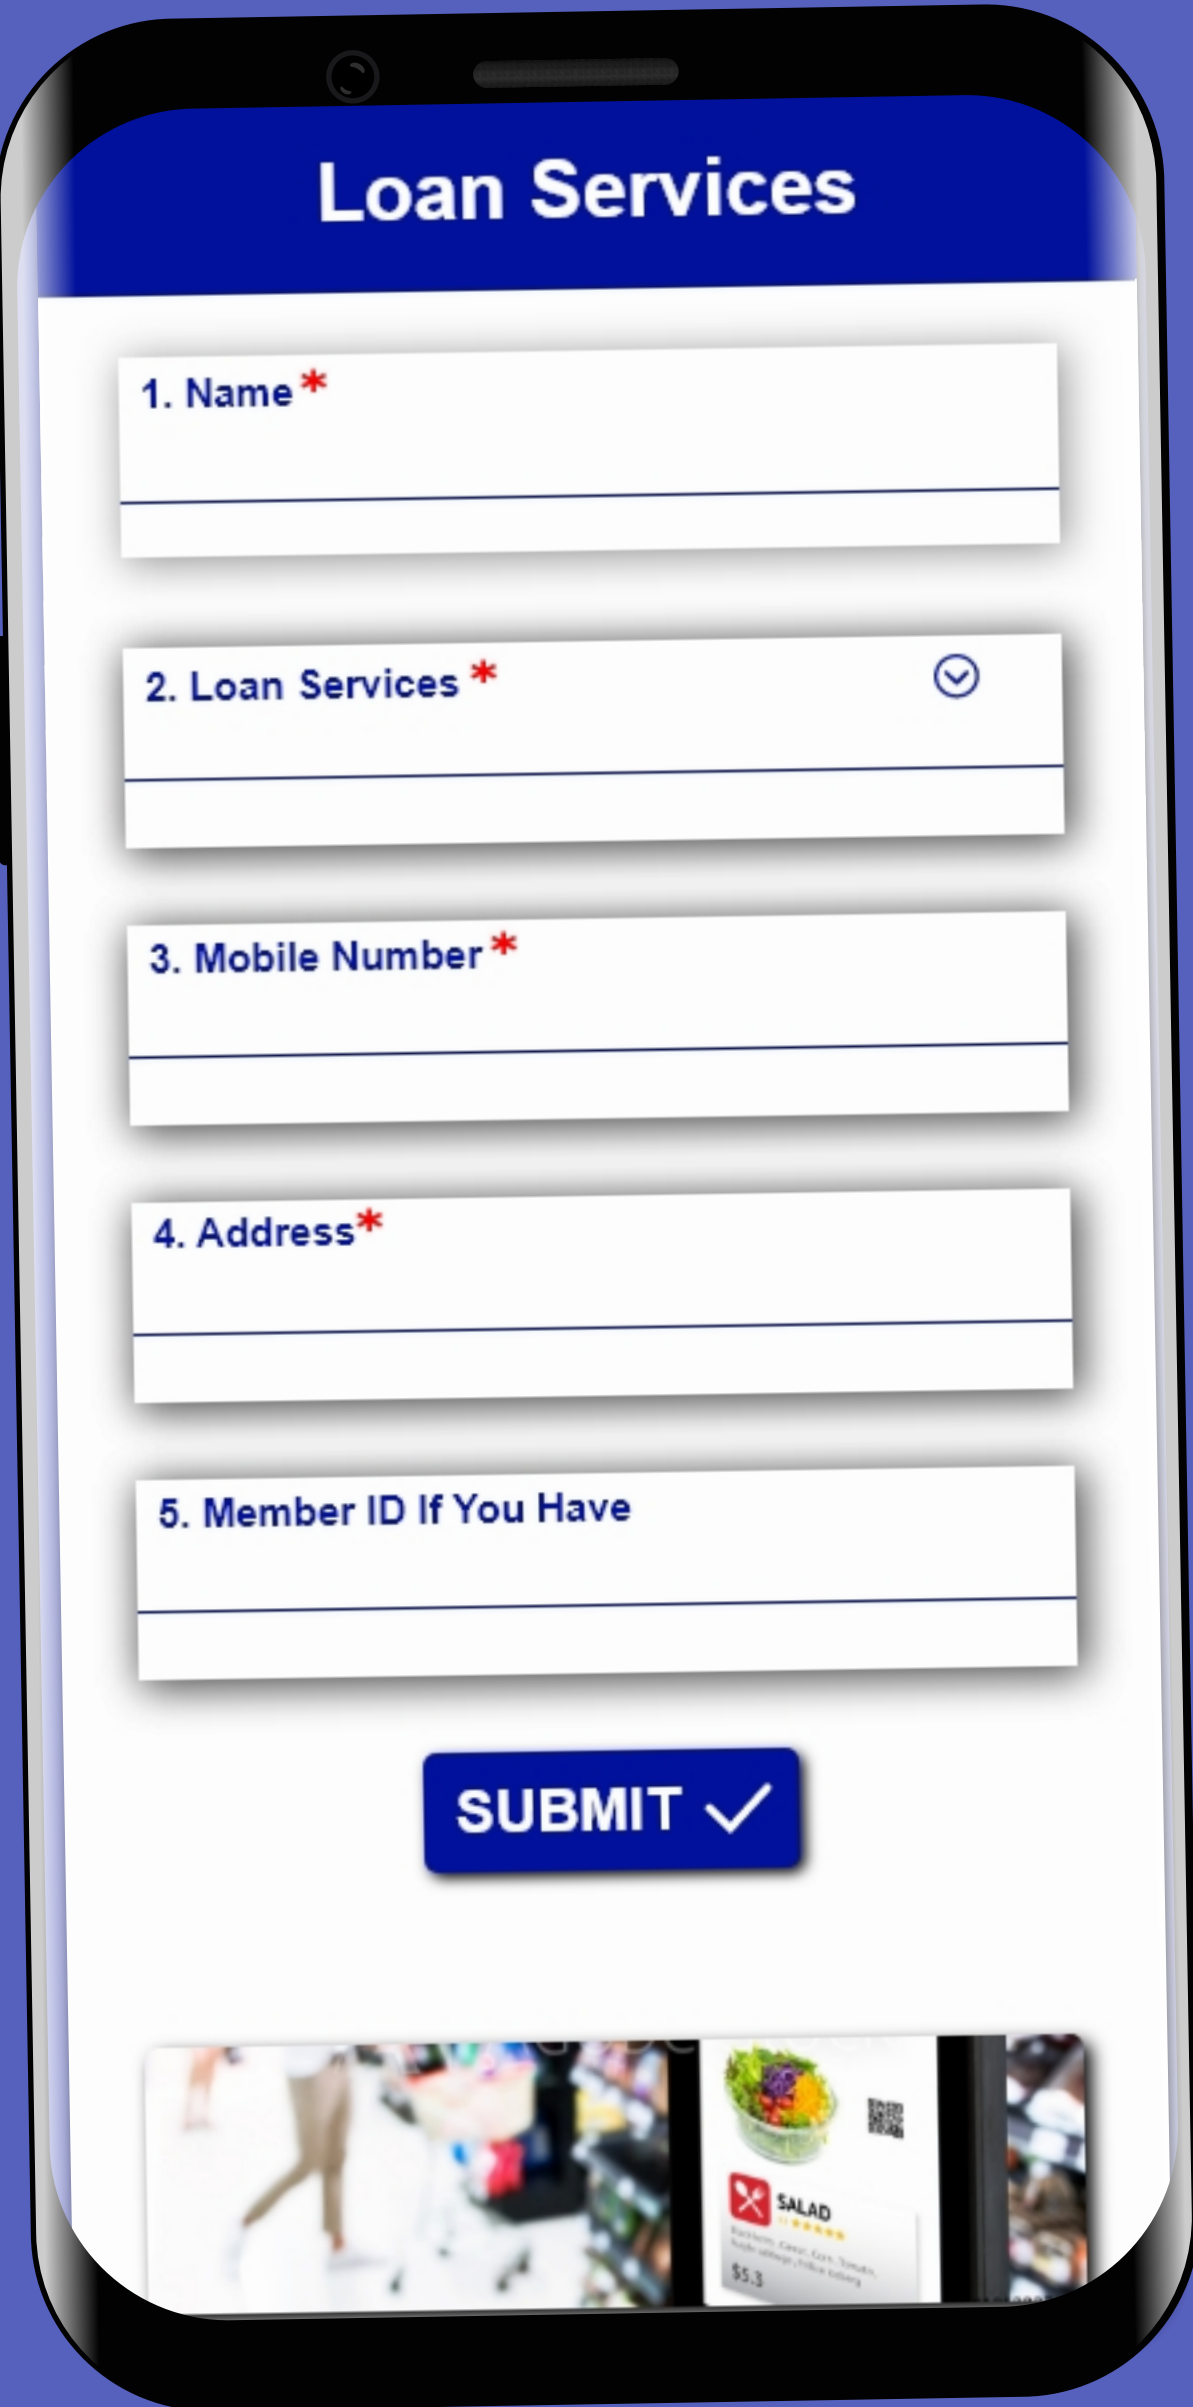 Loan Services
1. Name *
2. Loan Services *
3. Mobile Number *
4. Address*
5. Member ID If You Have
SUBMIT
SALAD
$5.3